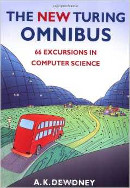 THE NEW TURING
OMNIBUS
66 EXCURSIONS IN
COMPUTER SCIENCE
A.K. DEWDNEY